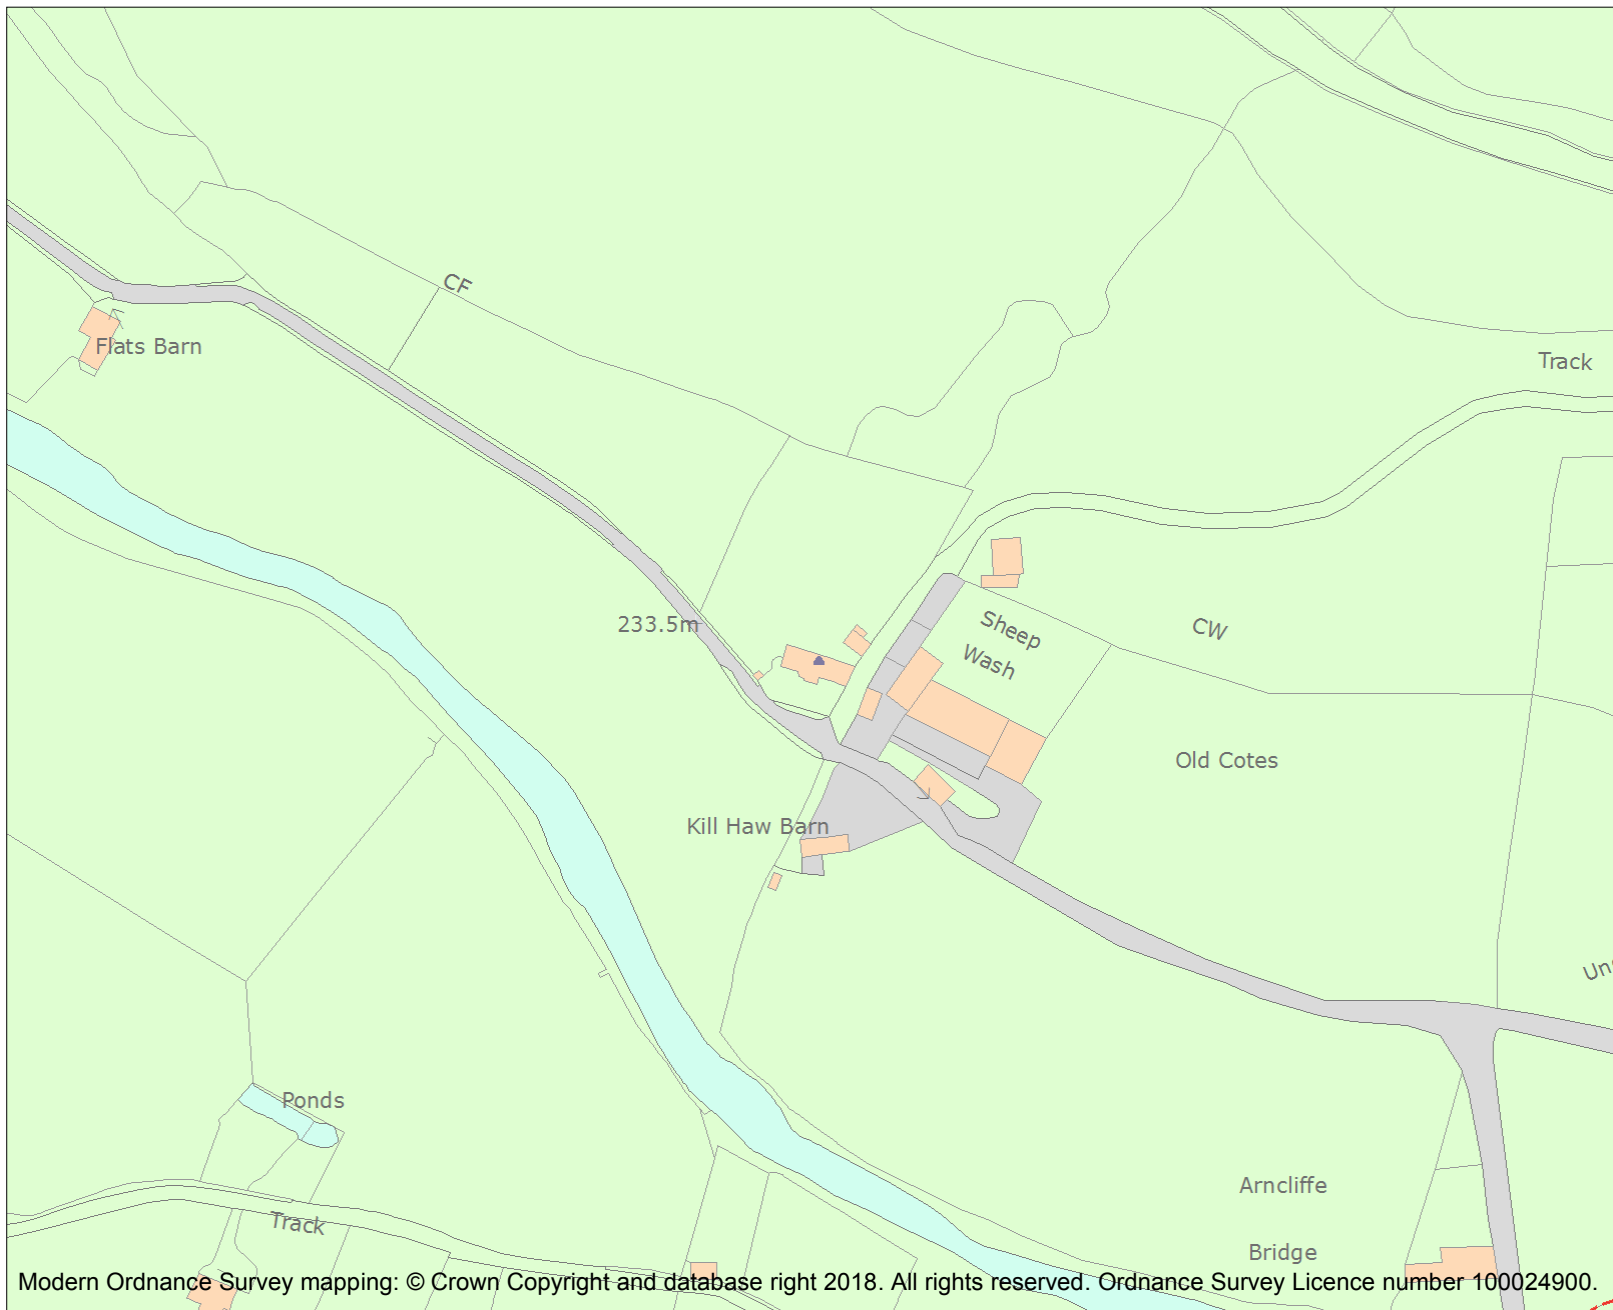 CF
Flats Barn
Track
233.5m
Sheep
Wash
CW
Old Cotes
Kill Haw Barn
Ponds
Arncliffe
Track
Bridge
Modern Ordnance Survey mapping: © Crown Copyright and database right 2018. All rights reserved. Ordnance Survey Licence number 100024900.